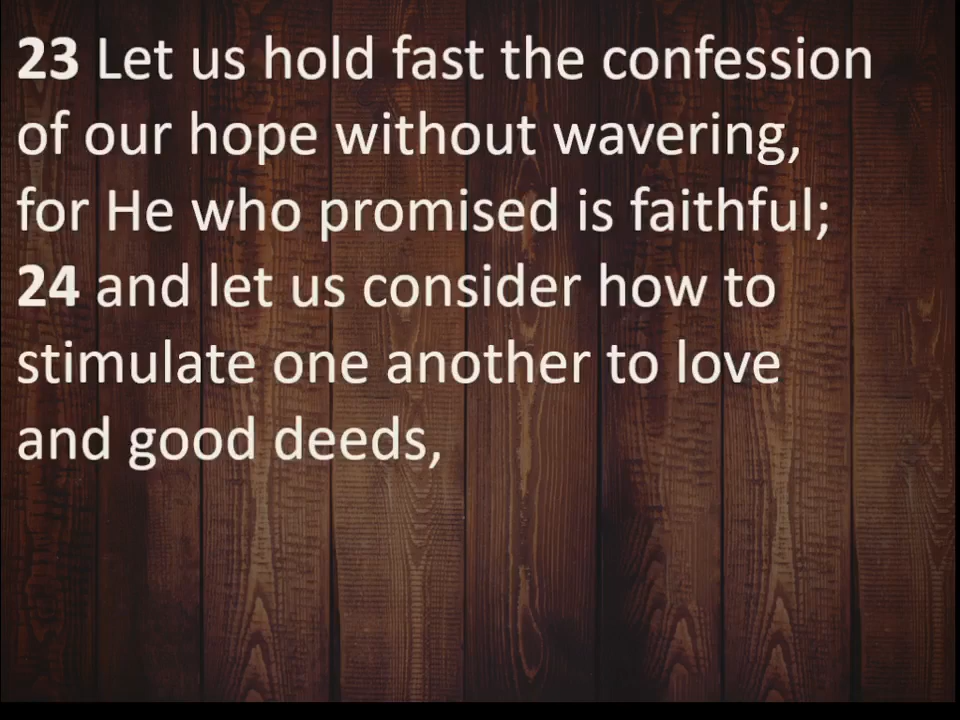 23 Let us hold fast the confession
of our hope without wavering,
for He who promised is faithful;
24 and let us consider how to
stimulate one another to love
and good deeds,